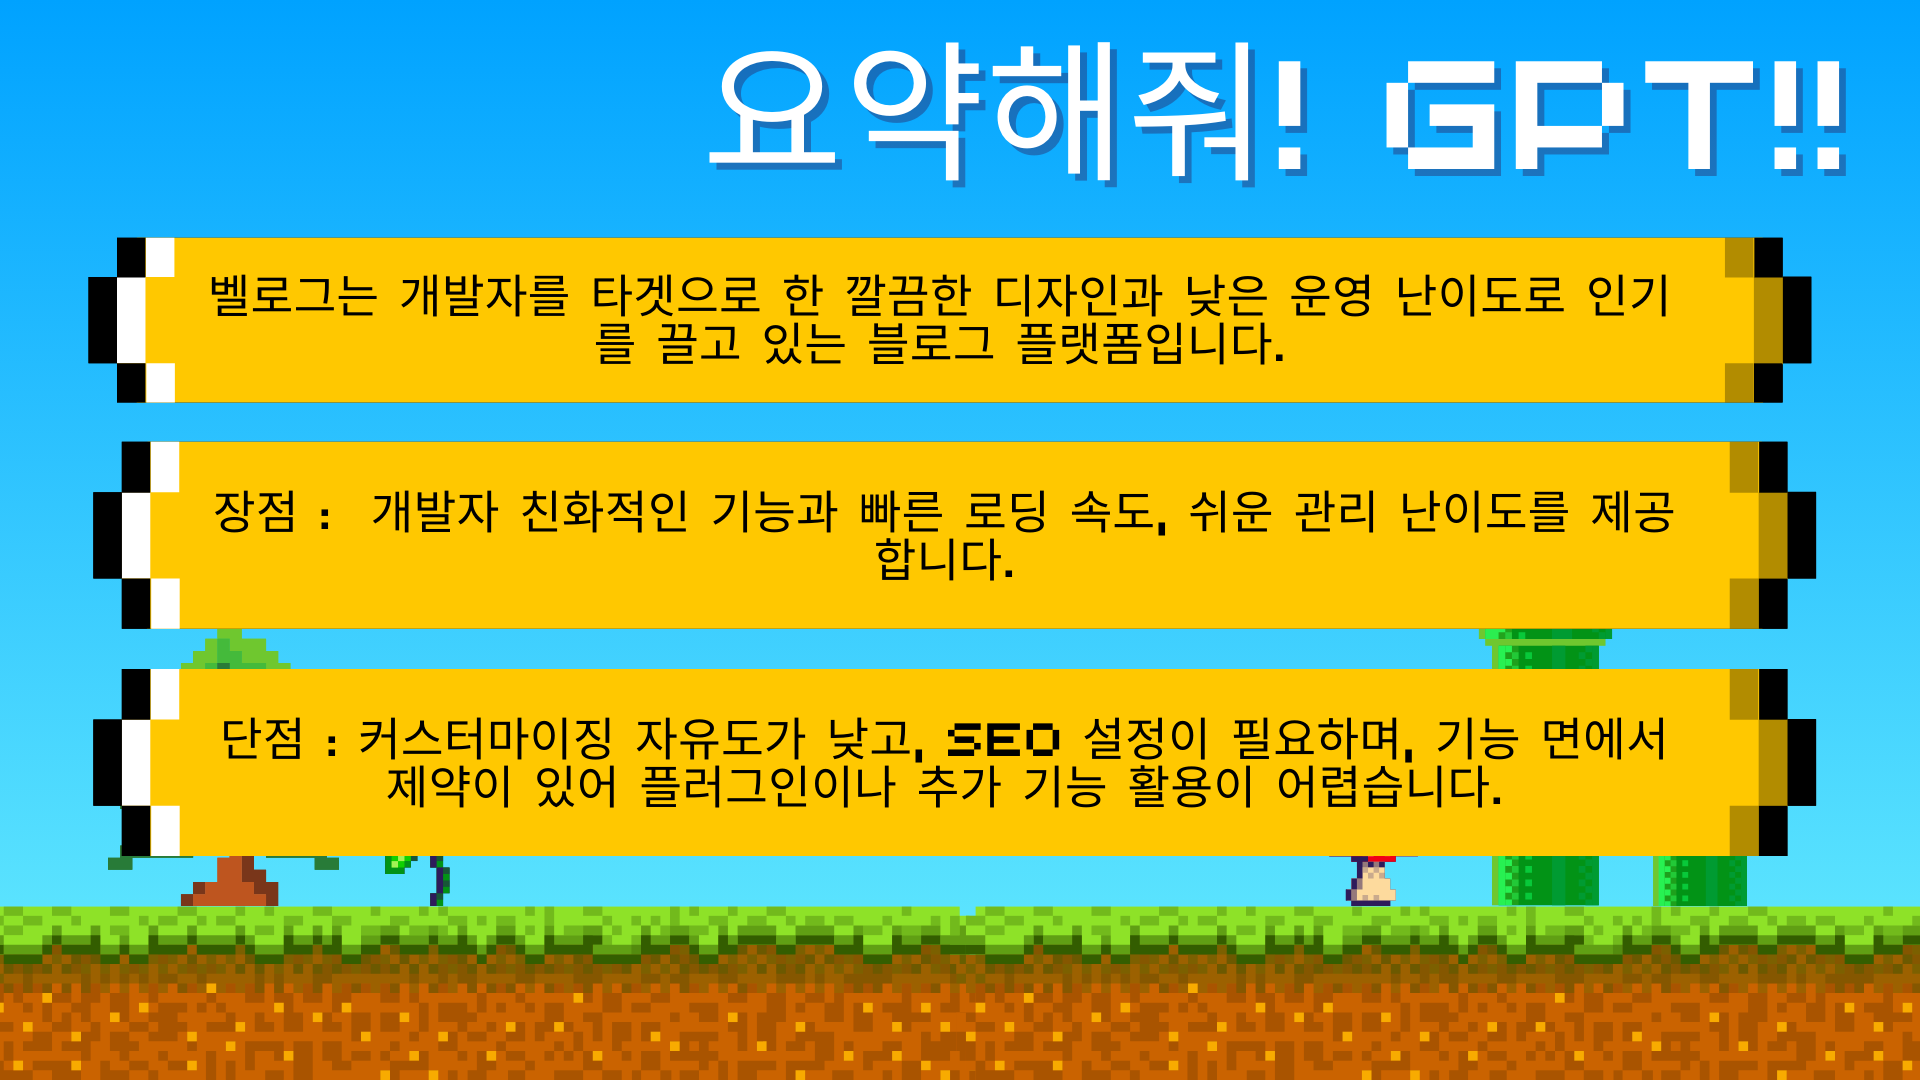 요약해줘! GPT!!
벨로그는 개발자를 타겟으로 한 깔끔한 디자인과 낮은 운영 난이도로 인기
를 끌고 있는 블로그 플랫폼입니다.
장점 : 개발자 친화적인 기능과 빠른 로딩 속도, 쉬운 관리 난이도를 제공
합니다.
단점 : 커스터마이징 자유도가 낮고, SEO 설정이 필요하며, 기능 면에서
제약이 있어 플러그인이나 추가 기능 활용이 어렵습니다.